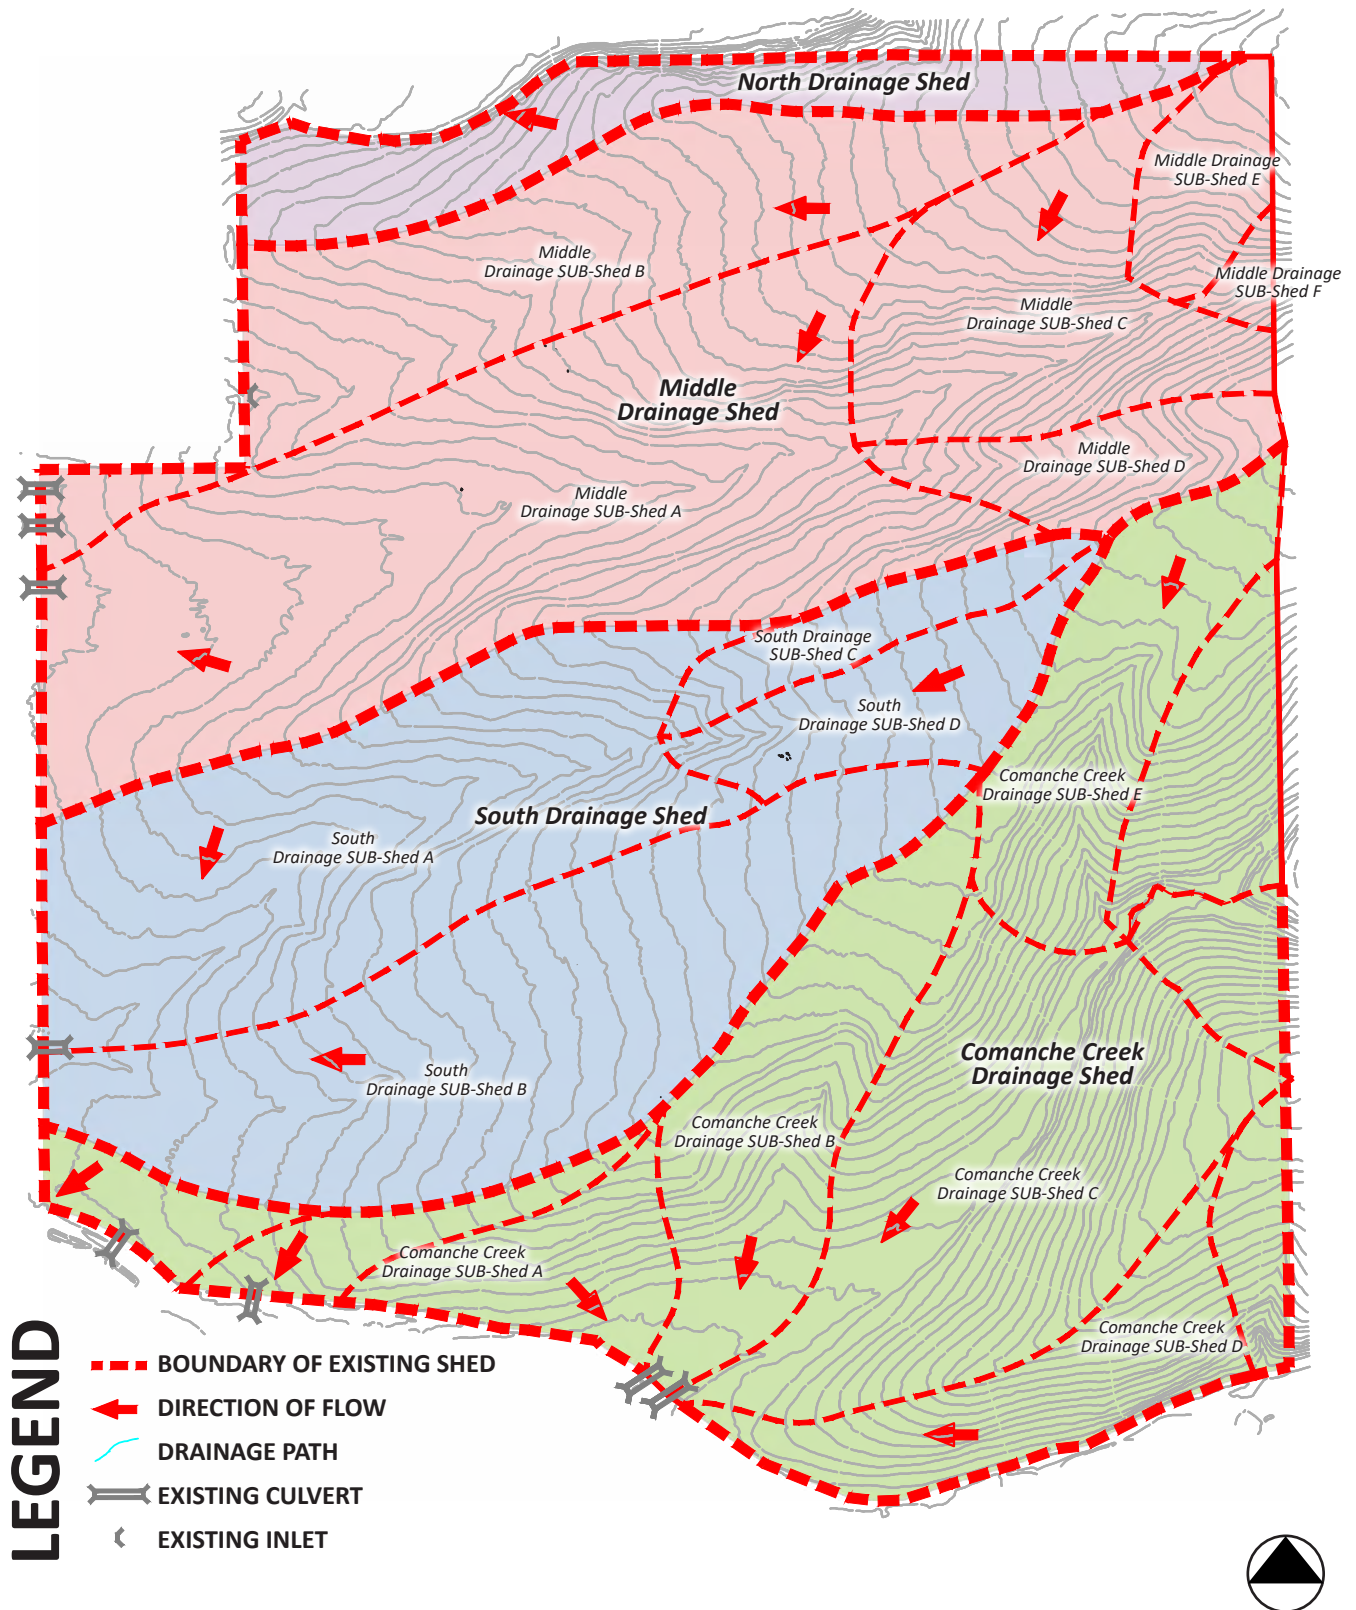 North Drainage Shed
Middle Drainage
SUB-Shed E
Middle
Drainage SUB-Shed B
Middle Drainage
SUB-Shed F
Middle
Drainage SUB-Shed C
Middle
Drainage Shed
Middle
Drainage SUB-Shed D
Middle
Drainage SUB-Shed A
South Drainage
SUB-Shed C
South
Drainage SUB-Shed D
Comanche Creek
Drainage SUB-Shed E
South Drainage Shed
South
Drainage SUB-Shed A
Comanche Creek
Drainage Shed
South
Drainage SUB-Shed B
Comanche Creek
Drainage SUB-Shed B
Comanche Creek
Drainage SUB-Shed C
Comanche Creek
Drainage SUB-Shed A
Comanche Creek
Drainage SUB-Shed D
LEGEND
BOUNDARY OF EXISTING SHED
DIRECTION OF FLOW
DRAINAGE PATH
EXISTING CULVERT
EXISTING INLET